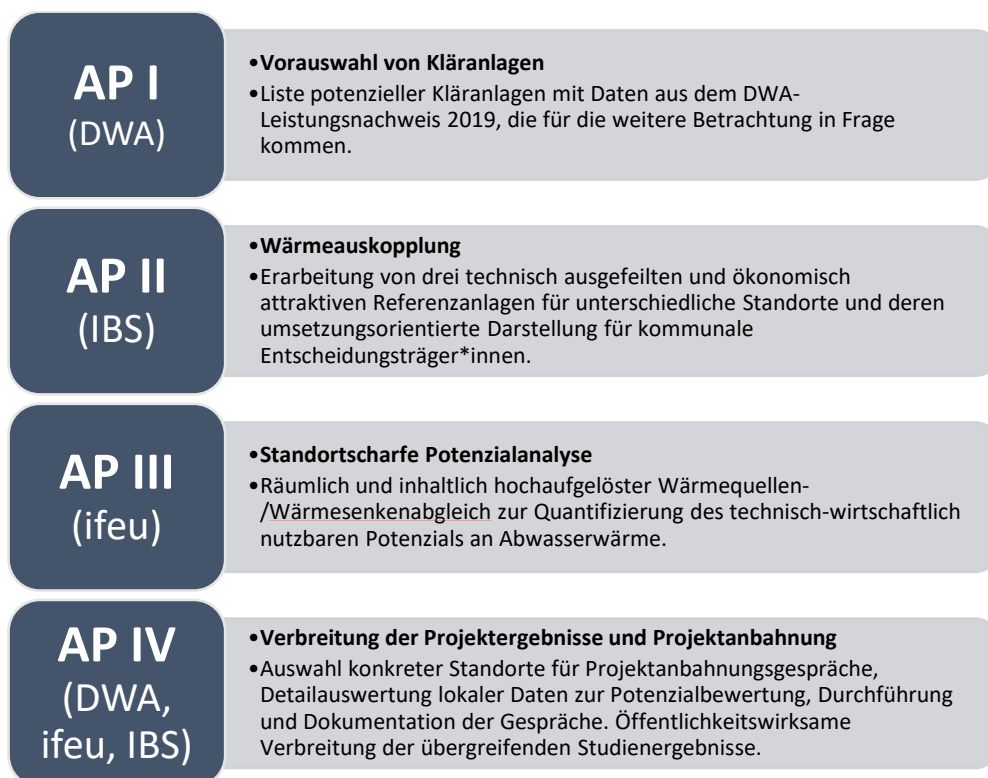 AP I
(DWA)
•Vorauswahl von Kläranlagen
•Liste potenzieller Kläranlagen mit Daten aus dem DWA-
Leistungsnachweis 2019, die für die weitere Betrachtung in Frage
kommen.
AP II
(IBS)
•Wärmeauskopplung
•Erarbeitung von drei technisch ausgefeilten und ökonomisch
attraktiven Referenzanlagen für unterschiedliche Standorte und deren
umsetzungsorientierte Darstellung für kommunale
Entscheidungsträger*innen.
AP III
(ifeu)
•Standortscharfe Potenzialanalyse
•Räumlich und inhaltlich hochaufgelöster Wärmequellen-
/Wärmesenkenabgleich zur Quantifizierung des technisch-wirtschaftlich
nutzbaren Potenzials an Abwasserwärme.
AP IV
(DWA,
ifeu, IBS)
•Verbreitung der Projektergebnisse und Projektanbahnung
•Auswahl konkreter Standorte für Projektanbahnungsgespräche,
Detailauswertung lokaler Daten zur Potenzialbewertung, Durchführung
und Dokumentation der Gespräche. Öffentlichkeitswirksame
Verbreitung der übergreifenden Studienergebnisse.